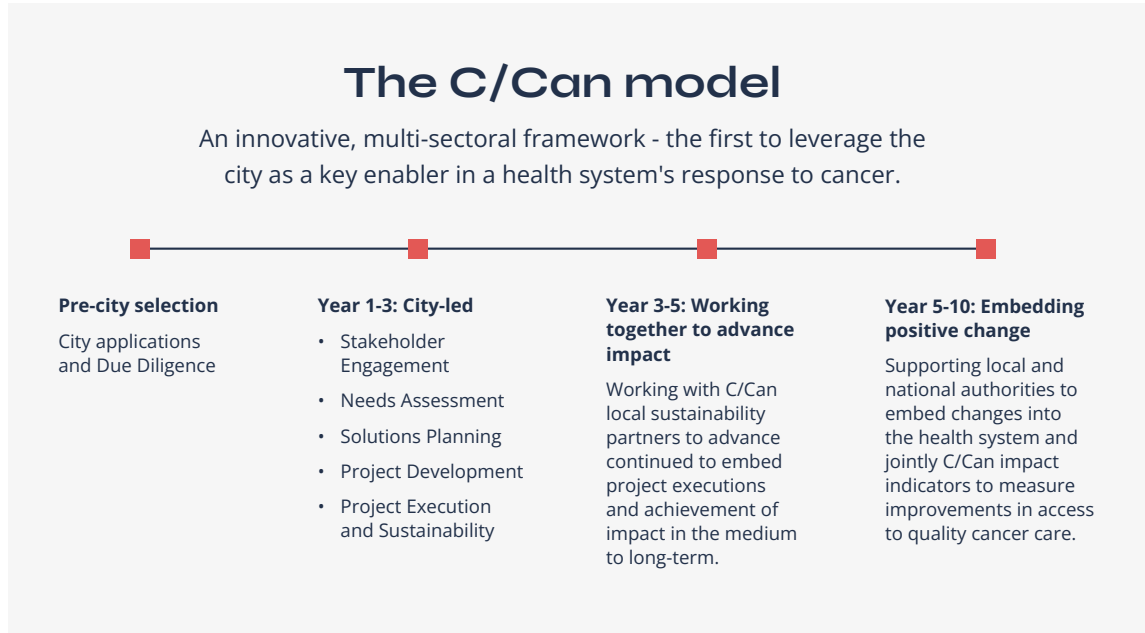 The C/Can model
An innovative, multi-sectoral framework - the first to leverage the
city as a key enabler in a health system's response to cancer.
Pre-city selection
City applications
and Due Diligence
Year 1-3: City-led
• Stakeholder
Engagement
• Needs Assessment
• Solutions Planning
• Project Development
• Project Execution
and Sustainability
Year 3-5: Working
together to advance
impact
Working with C/Can
local sustainability
partners to advance
continued to embed
project executions
and achievement of
impact in the medium
to long-term.
Year 5-10: Embedding
positive change
Supporting local and
national authorities to
embed changes into
the health system and
jointly C/Can impact
indicators to measure
improvements in access
to quality cancer care.